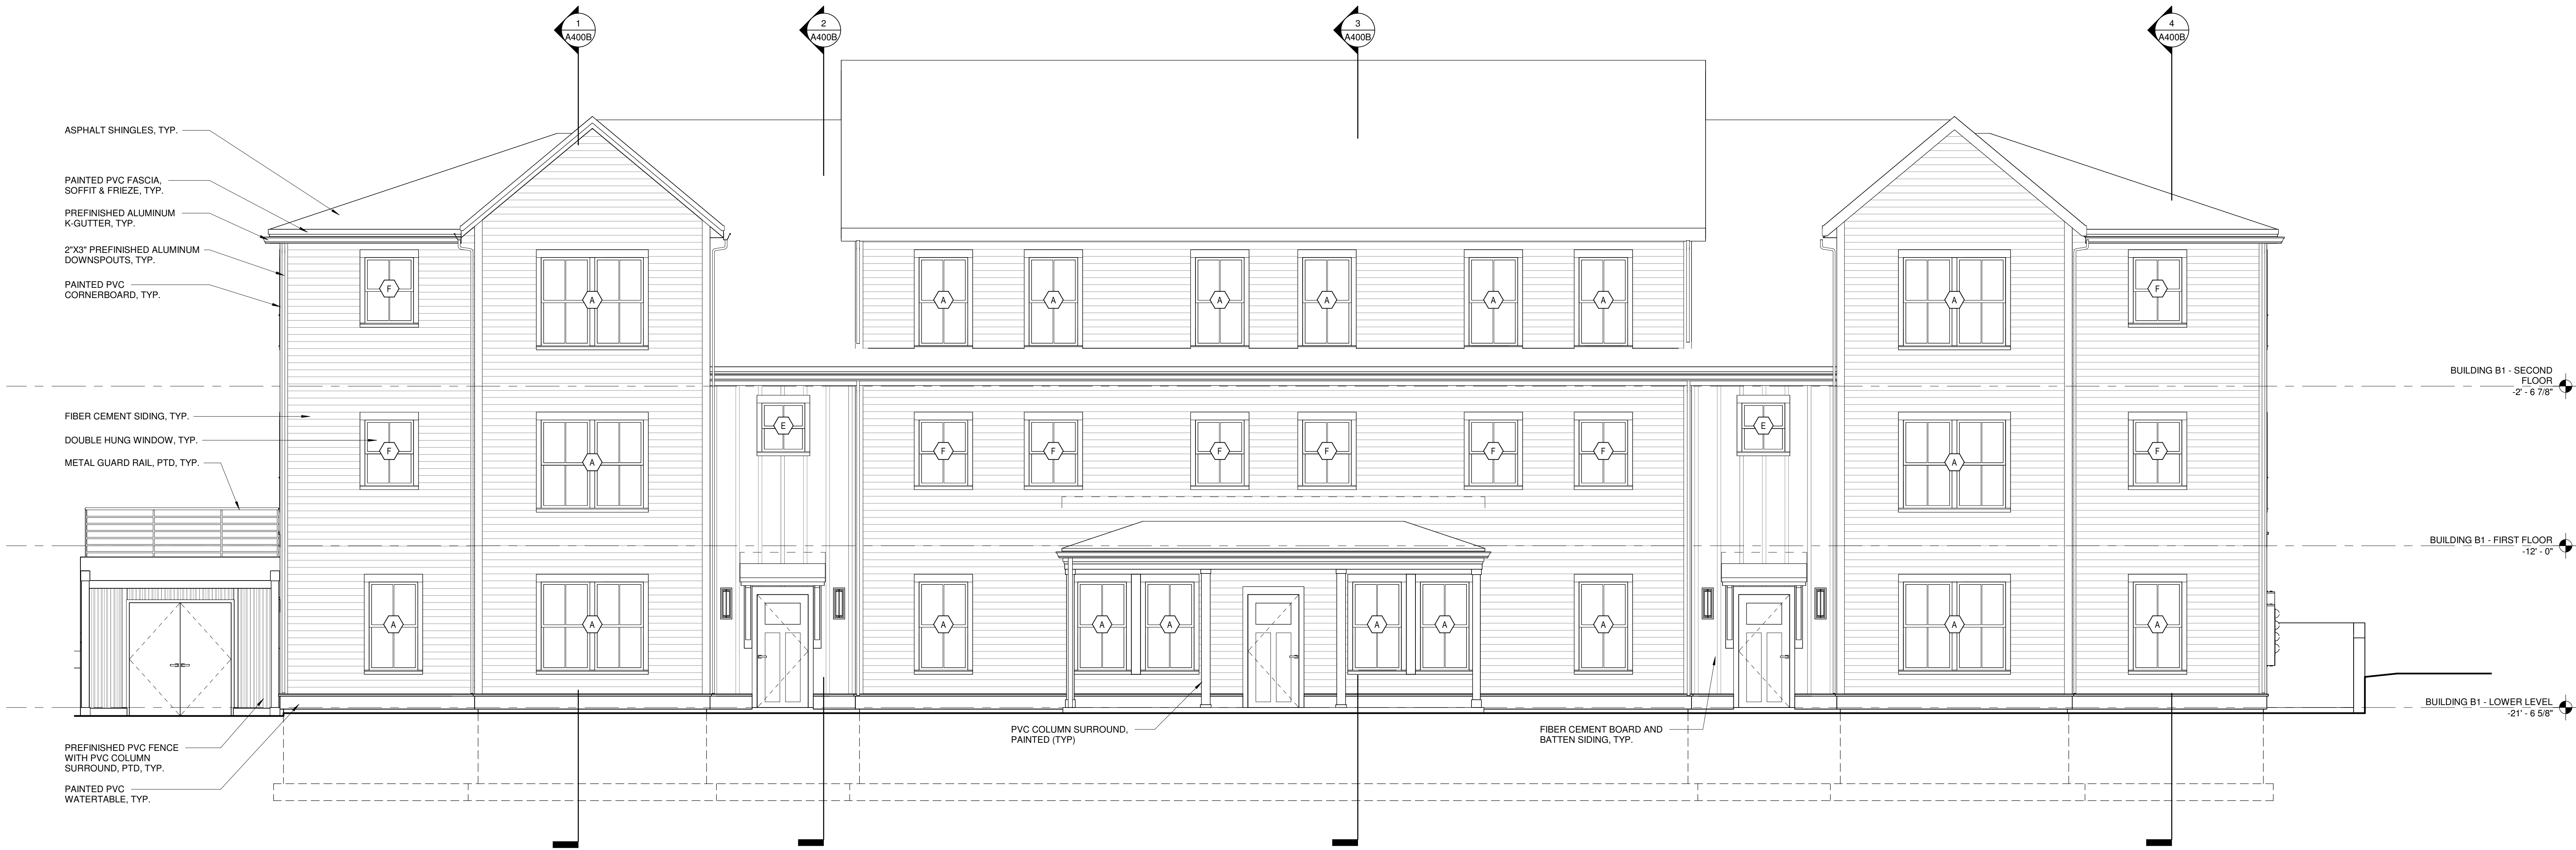 1
A400B
2
A400B
3
A400B
4
A400B
ASPHALT SHINGLES, TYP.
PAINTED PVC FASCIA,
SOFFIT & FRIEZE, TYP.
PREFINISHED ALUMINUM
K-GUTTER, TYP.
2"X3" PREFINISHED ALUMINUM
DOWNSPOUTS, TYP.
PAINTED PVC
CORNERBOARD, TYP.
F
A
A
A
A
A
A
A
A
F
BUILDING B1 - SECOND
FLOOR
-2' - 6 7/8"
FIBER CEMENT SIDING, TYP.
DOUBLE HUNG WINDOW, TYP.
METAL GUARD RAIL, PTD, TYP.
F
A
E
F
F
F
F
F
F
E
A
F
BUILDING B1 - FIRST FLOOR
-12' - 0"
A
A
A
A
A
A
A
A
A
A
BUILDING B1 - LOWER LEVEL
-21' - 6 5/8"
PREFINISHED PVC FENCE
WITH PVC COLUMN
SURROUND, PTD, TYP.
PAINTED PVC
WATERTABLE, TYP.
PVC COLUMN SURROUND,
PAINTED (TYP)
FIBER CEMENT BOARD AND
BATTEN SIDING, TYP.